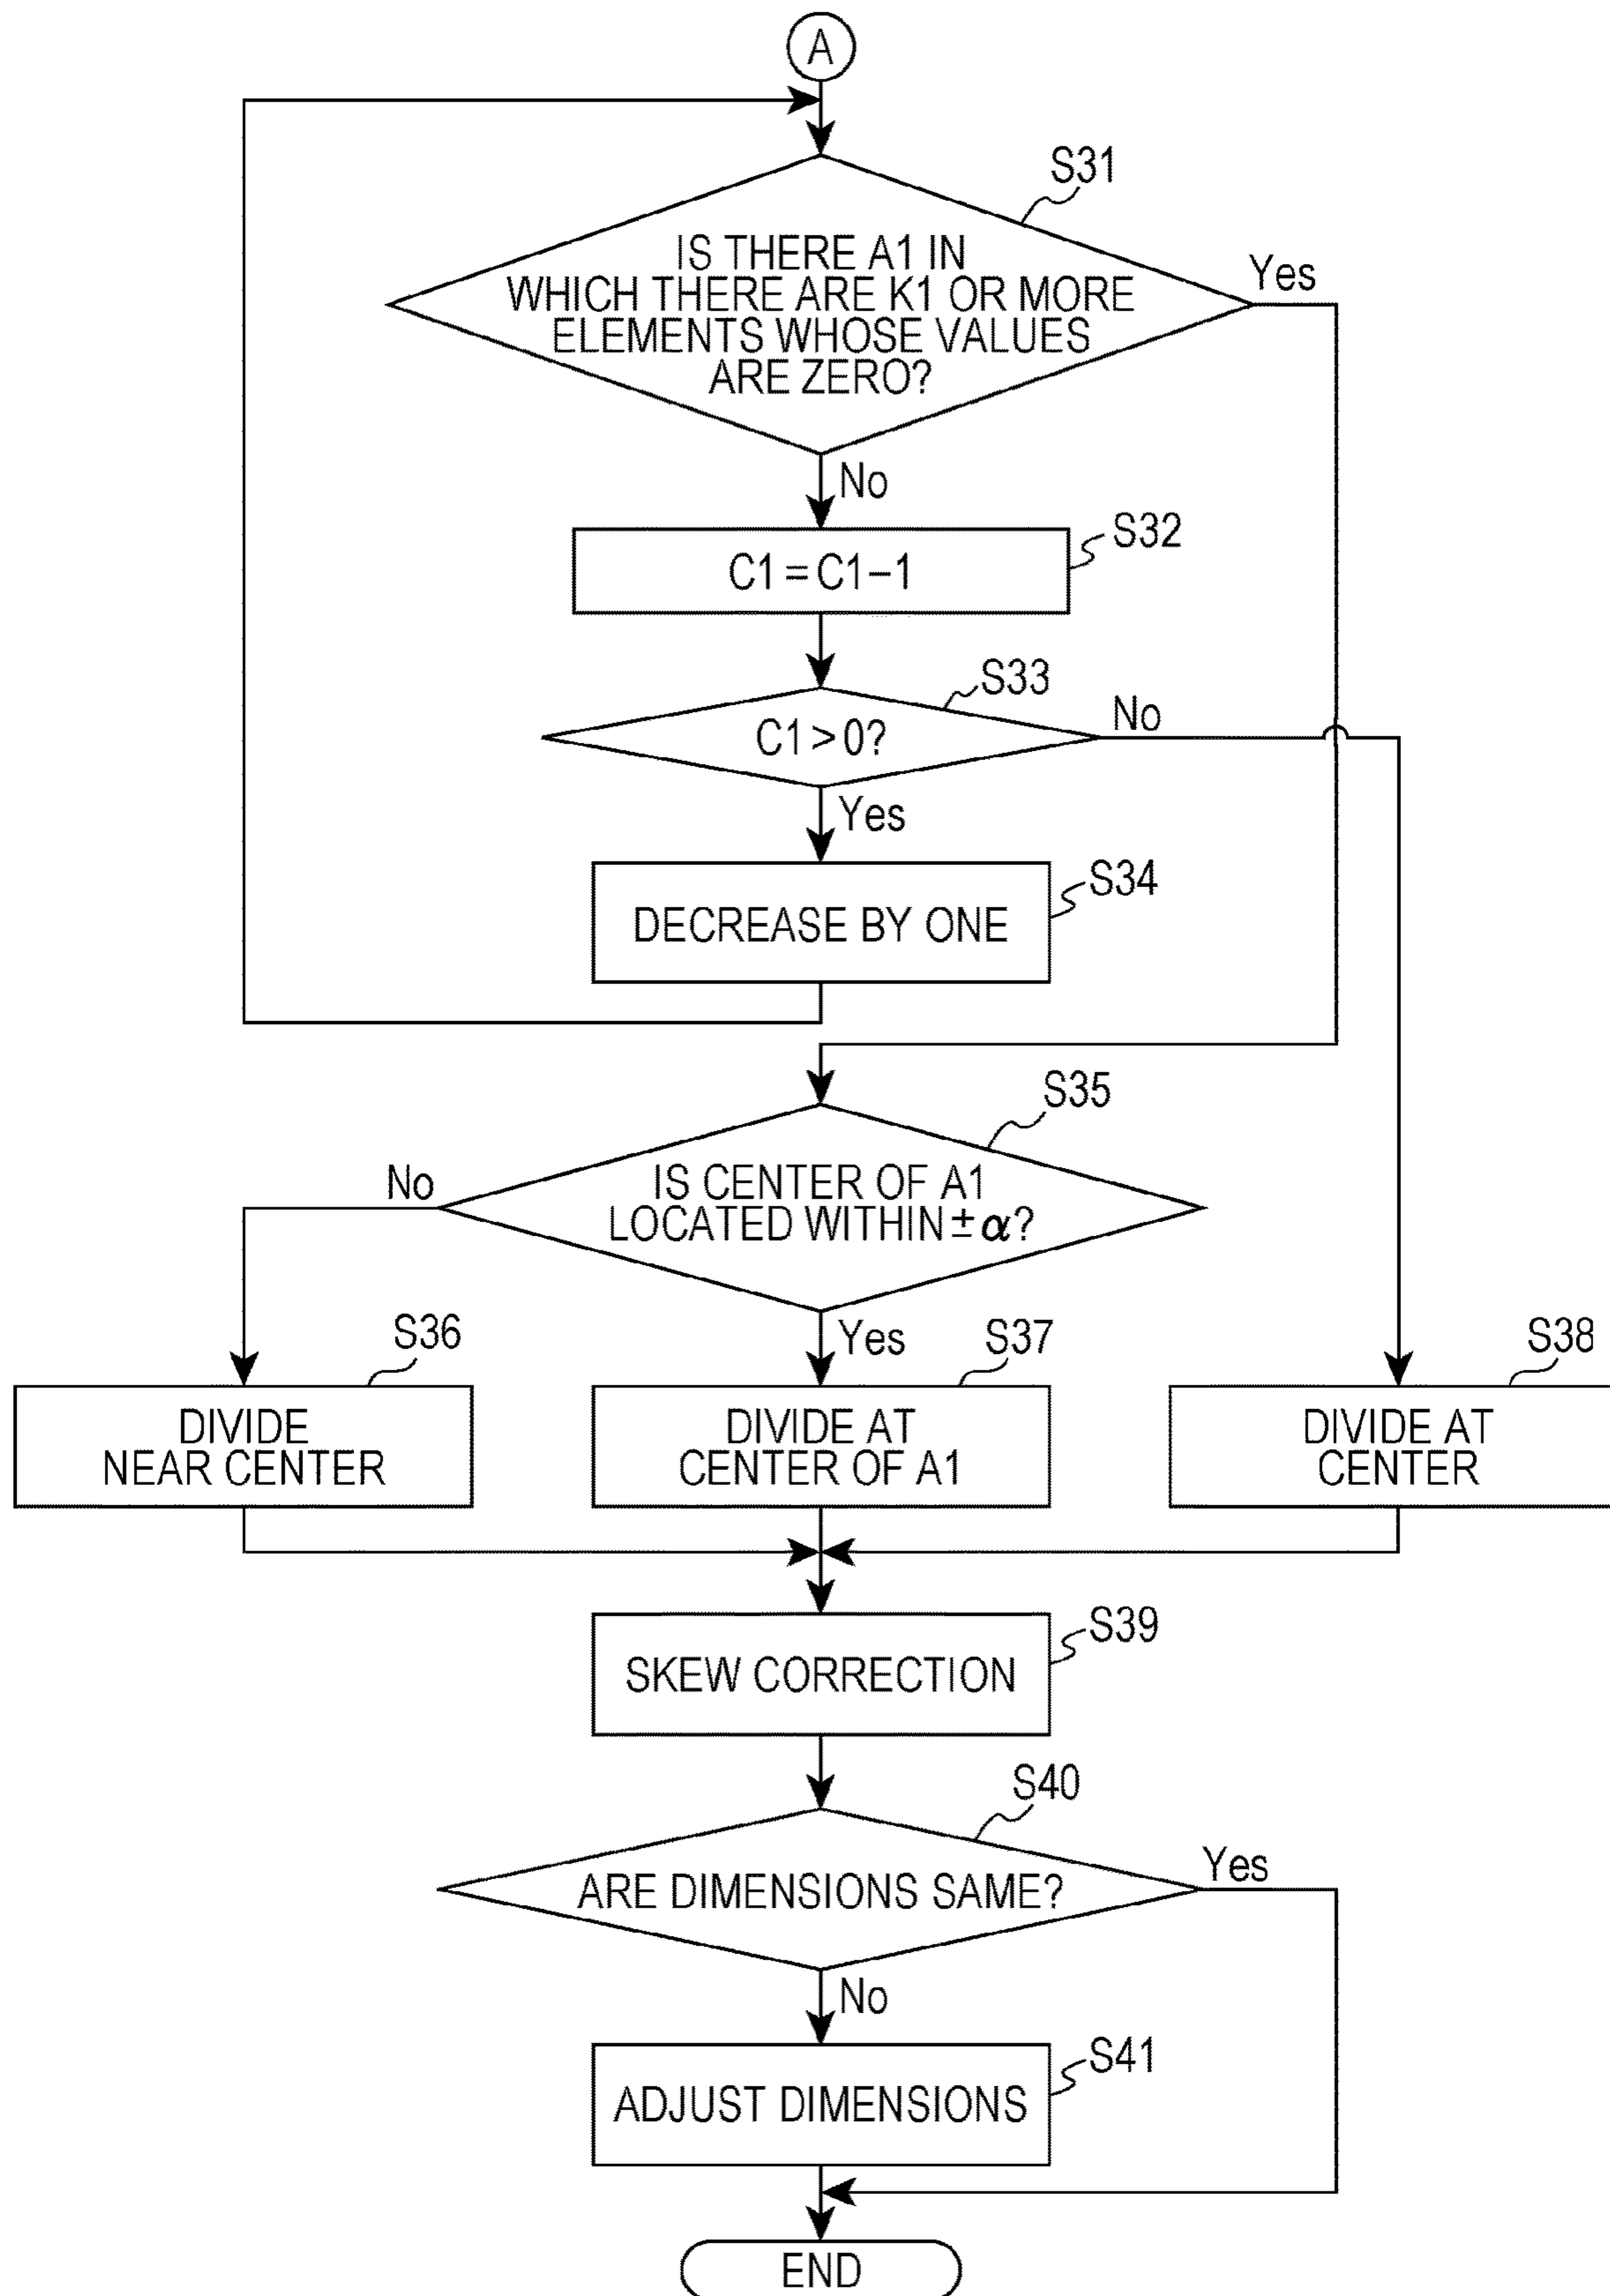 A
S31
IS THERE A1 IN
WHICH THERE ARE K1 OR MORE
ELEMENTS WHOSE VALUES
ARE ZERO?
Yes
No
S32
C1 = C1–1
S33
C1 > 0?
No
Yes
S34
DECREASE BY ONE
S35
IS CENTER OF A1
LOCATED WITHIN ± α?
No
Yes
S36
DIVIDE
NEAR CENTER
S37
DIVIDE AT
CENTER OF A1
S38
DIVIDE AT
CENTER
S39
SKEW CORRECTION
S40
ARE DIMENSIONS SAME?
Yes
No
S41
ADJUST DIMENSIONS
END